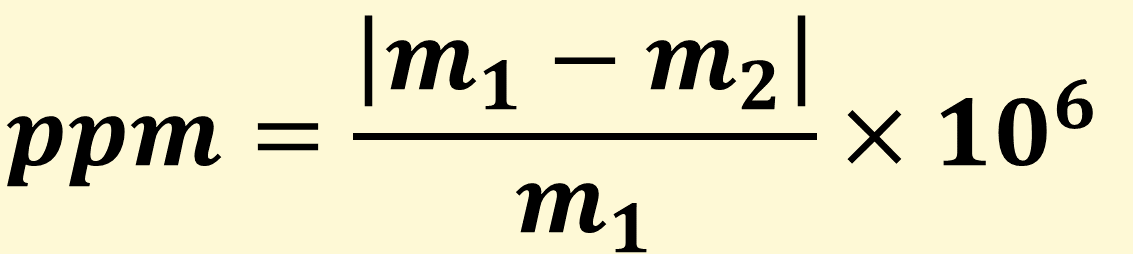 ppm = |m₁ − m₂| / m₁ × 10⁶